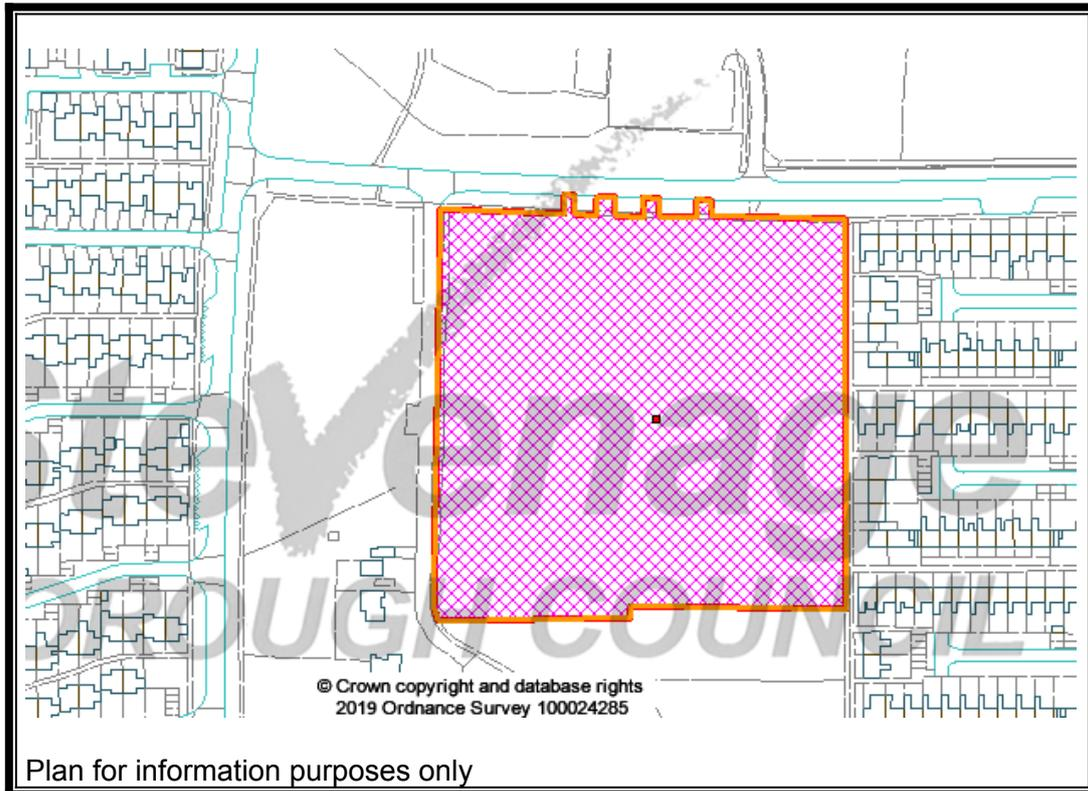 Stevenage
BOROUGH COUNCIL
© Crown copyright and database rights
2019 Ordnance Survey 100024285
Plan for information purposes only